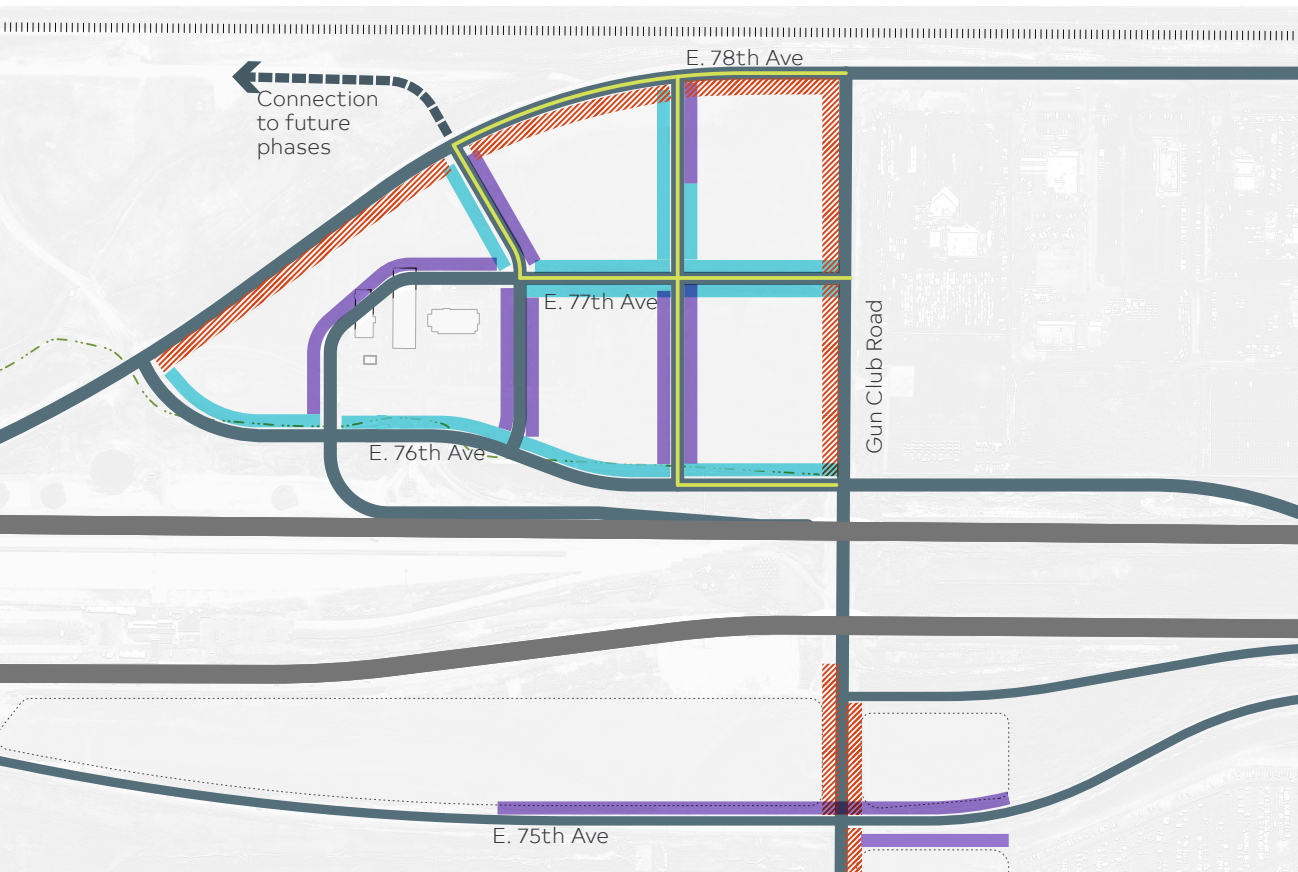 E. 78th Ave
Connection
to future
phases
E. 77th Ave
Gun Club Road
E. 76th Ave
E. 75th Ave